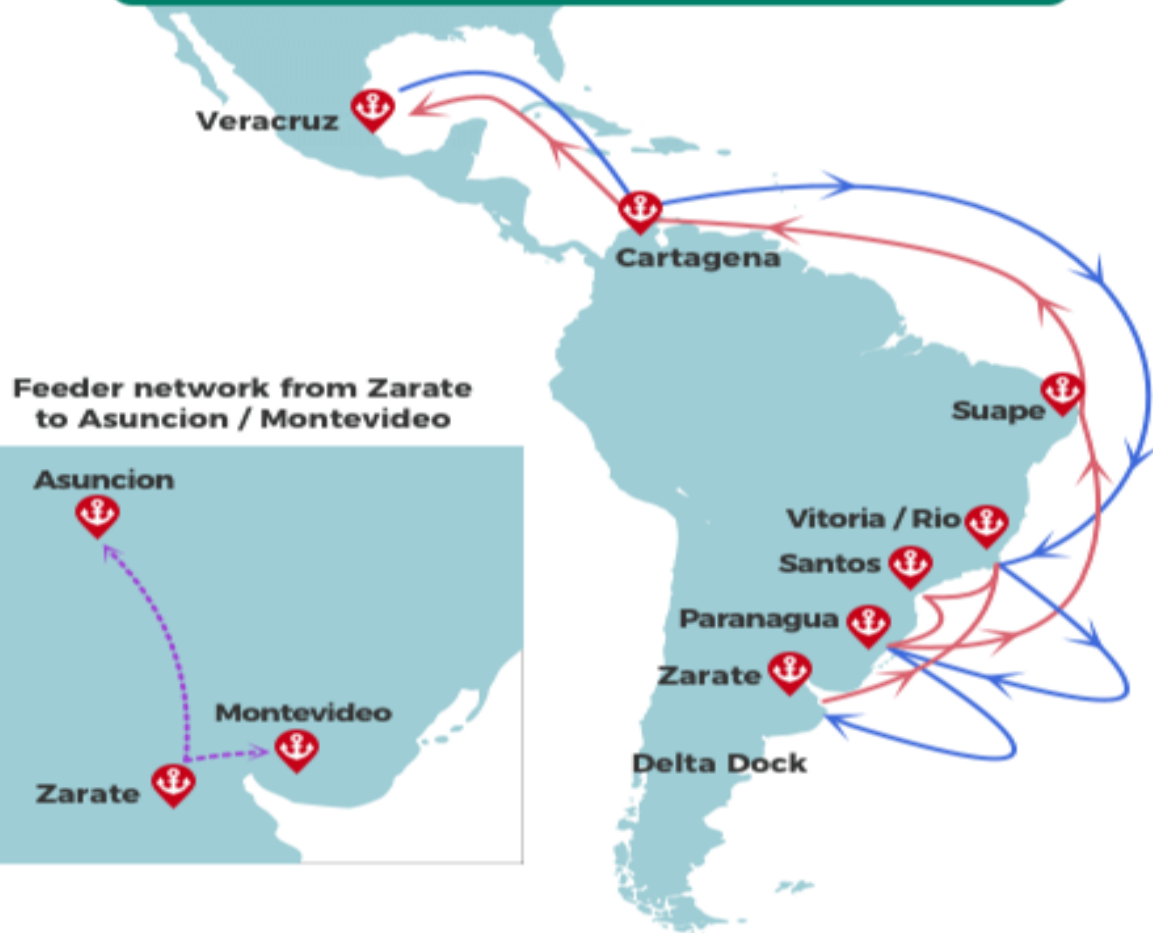 Veracruz
Cartagena
Feeder network from Zarate
to Asuncion / Montevideo
Suape
Asuncion
Vitoria / Rio
Santos
Paranagua
Zarate
Montevideo
Delta Dock
Zarate